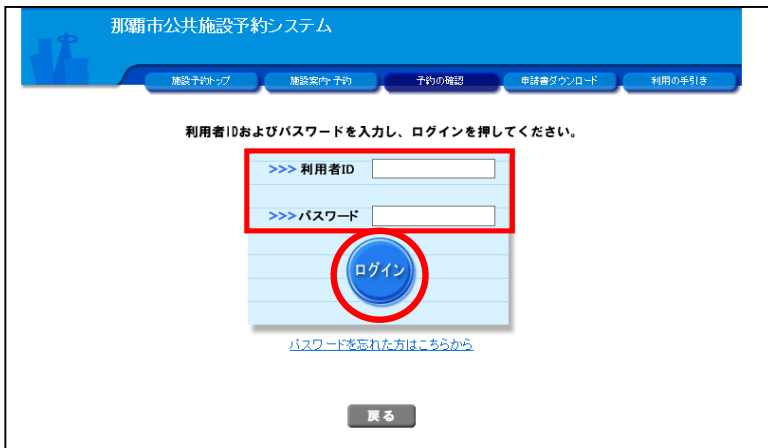 那覇市公共施設予約システム
施設予約トップ 施設案内・予約 予約の確認 申請書ダウンロード 利用の手引き
利用者IDおよびパスワードを入力し、ログインを押してください。
>>> 利用者ID
>>> パスワード
ログイン
パスワードを忘れた方はこちらから
戻る